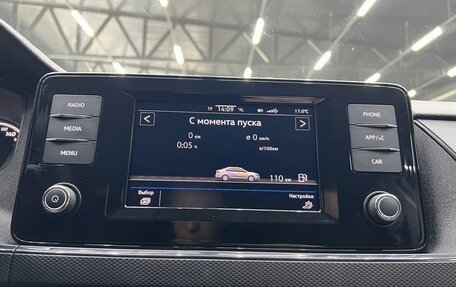 TP 14:09 17.0°C
RADIO
MEDIA
MENU
PHONE
APP
CAR
С момента пуска
0 км
Ø 0 км/ч
0:05 ч
л/100км
110 км
Выбор
Настройки